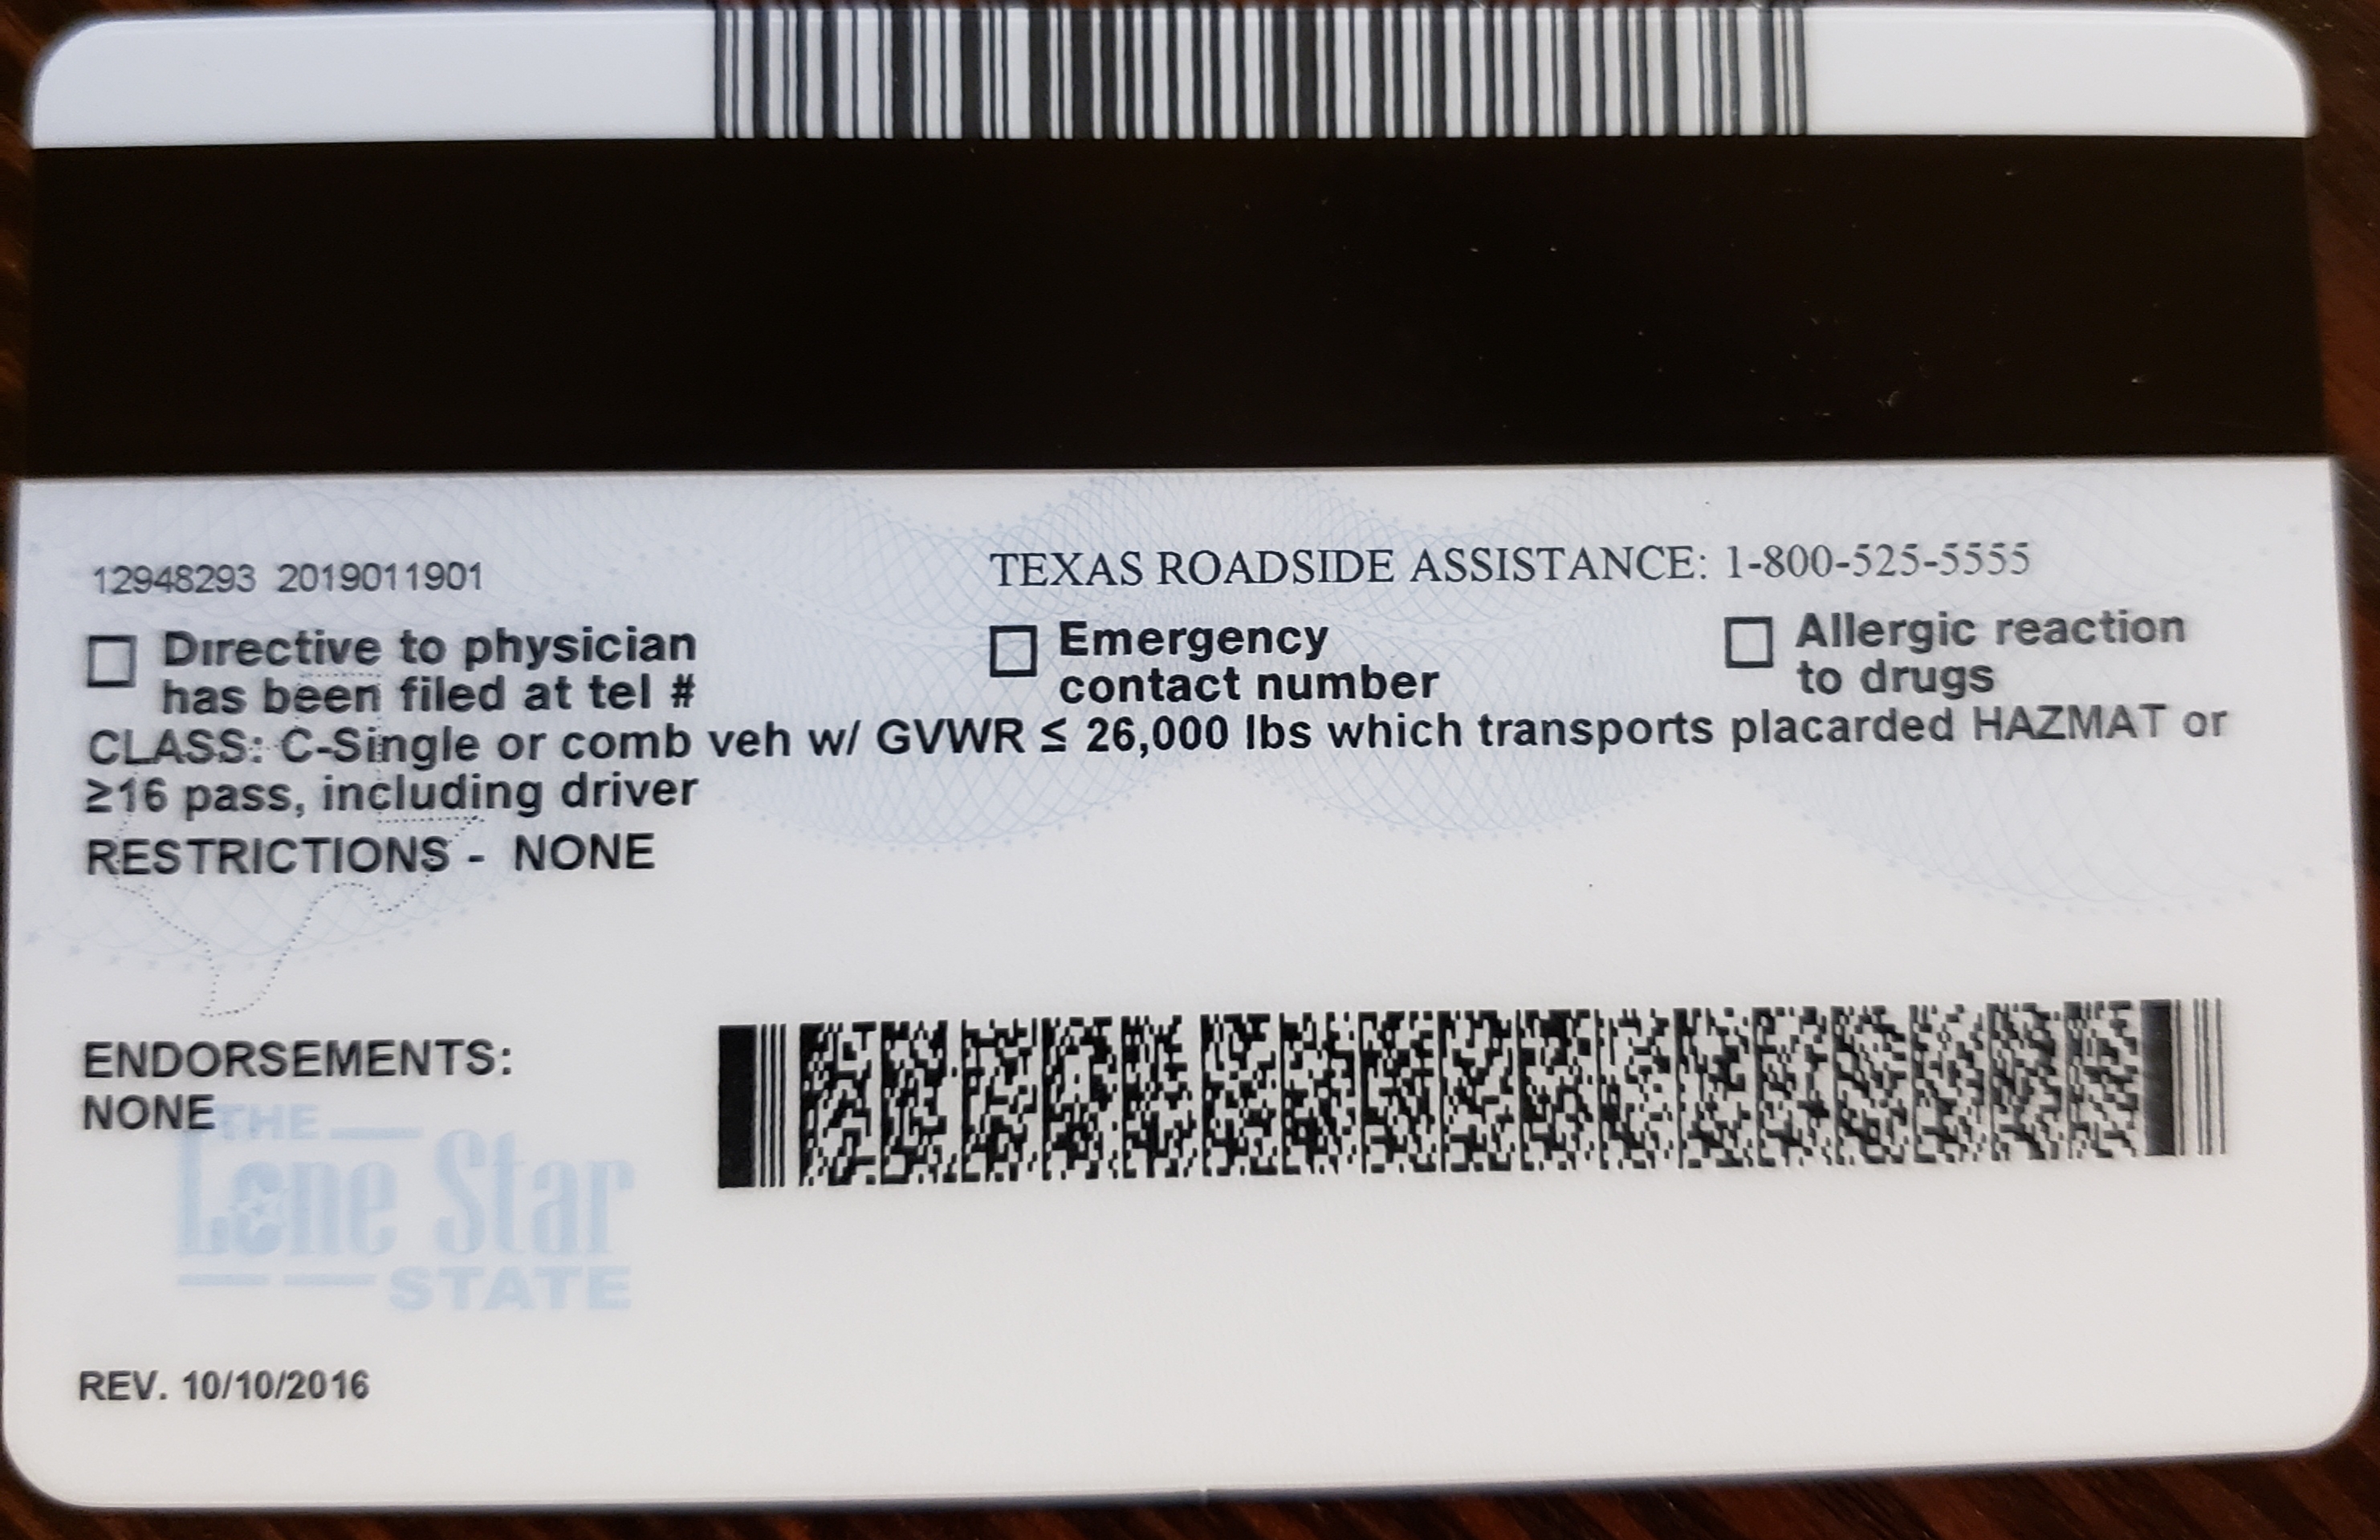 12948293 2019011901
TEXAS ROADSIDE ASSISTANCE: 1-800-525-5555
Directive to physician
has been filed at tel #
Emergency
contact number
Allergic reaction
to drugs
CLASS: C-Single or comb veh w/ GVWR ≤ 26,000 lbs which transports placarded HAZMAT or
≥16 pass, including driver
RESTRICTIONS - NONE
ENDORSEMENTS:
NONE
THE
Lone Star
STATE
REV. 10/10/2016